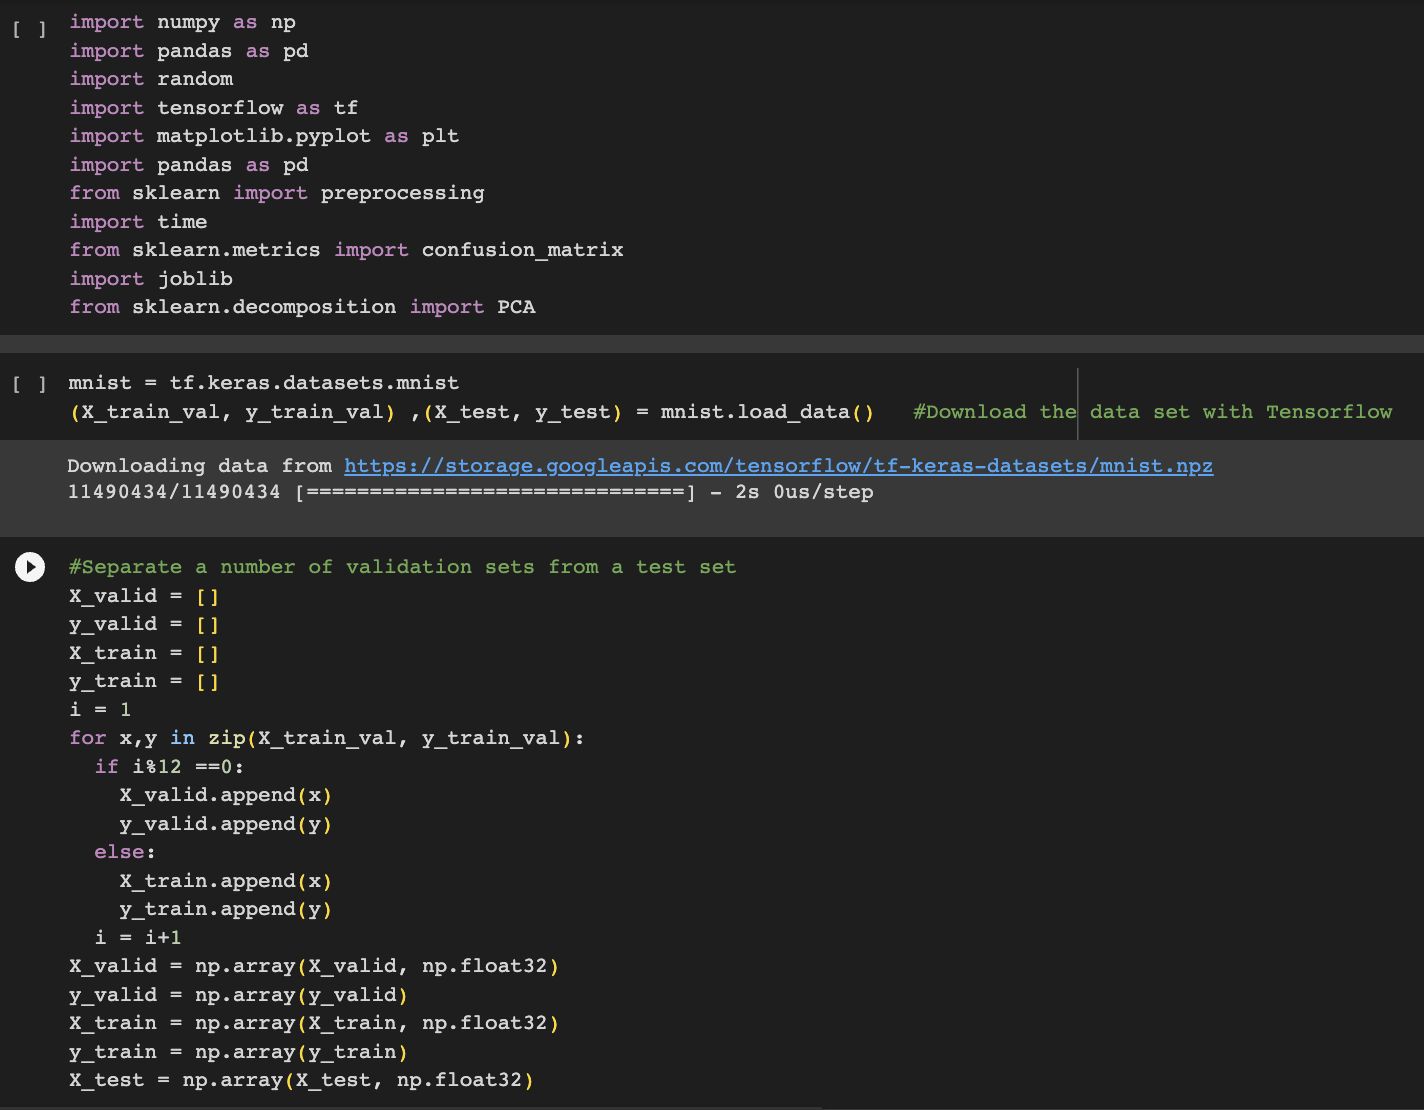 [ ] import numpy as np
import pandas as pd
import random
import tensorflow as tf
import matplotlib.pyplot as plt
import pandas as pd
from sklearn import preprocessing
import time
from sklearn.metrics import confusion_matrix
import joblib
from sklearn.decomposition import PCA
[ ] mnist = tf.keras.datasets.mnist
(X_train_val, y_train_val) ,(X_test, y_test) = mnist.load_data()   #Download the data set with Tensorflow
Downloading data from https://storage.googleapis.com/tensorflow/tf-keras-datasets/mnist.npz
11490434/11490434 [==============================] - 2s 0us/step
#Separate a number of validation sets from a test set
X_valid = []
y_valid = []
X_train = []
y_train = []
i = 1
for x,y in zip(X_train_val, y_train_val):
  if i%12 ==0:
    X_valid.append(x)
    y_valid.append(y)
  else:
    X_train.append(x)
    y_train.append(y)
  i = i+1
X_valid = np.array(X_valid, np.float32)
y_valid = np.array(y_valid)
X_train = np.array(X_train, np.float32)
y_train = np.array(y_train)
X_test = np.array(X_test, np.float32)